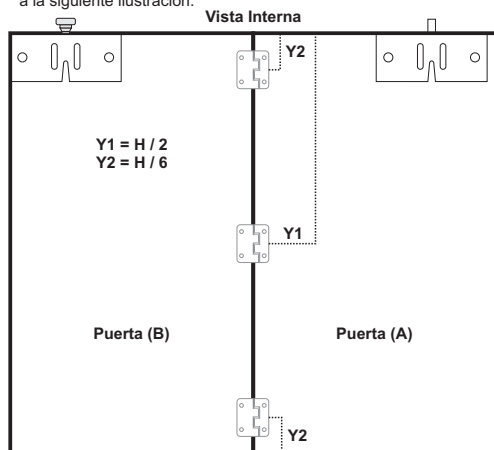 a la siguiente ilustración.
Vista Interna
Y2
Y1 = H / 2
Y2 = H / 6
Y1
Puerta (B)
Puerta (A)
Y2